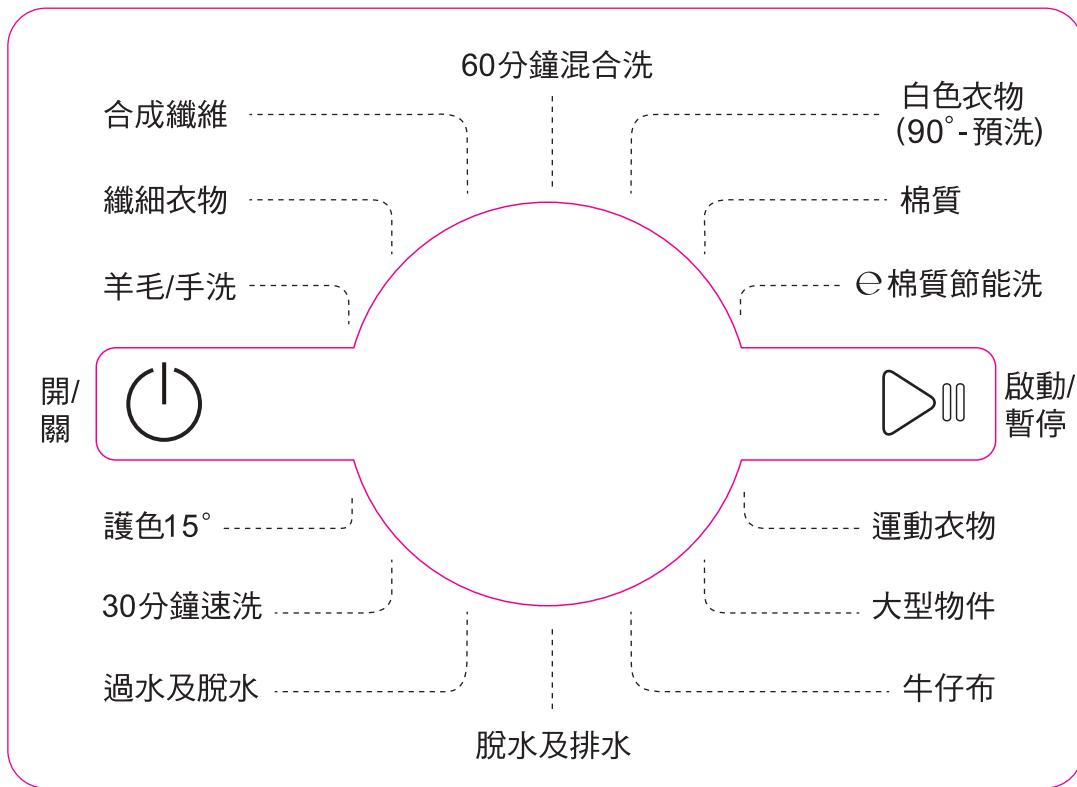 60分鐘混合洗
合成纖維
白色衣物
(90°-預洗)
纖細衣物
棉質
羊毛/手洗
e棉質節能洗
開/
關
啟動/
暫停
護色15°
運動衣物
30分鐘速洗
大型物件
過水及脫水
牛仔布
脫水及排水